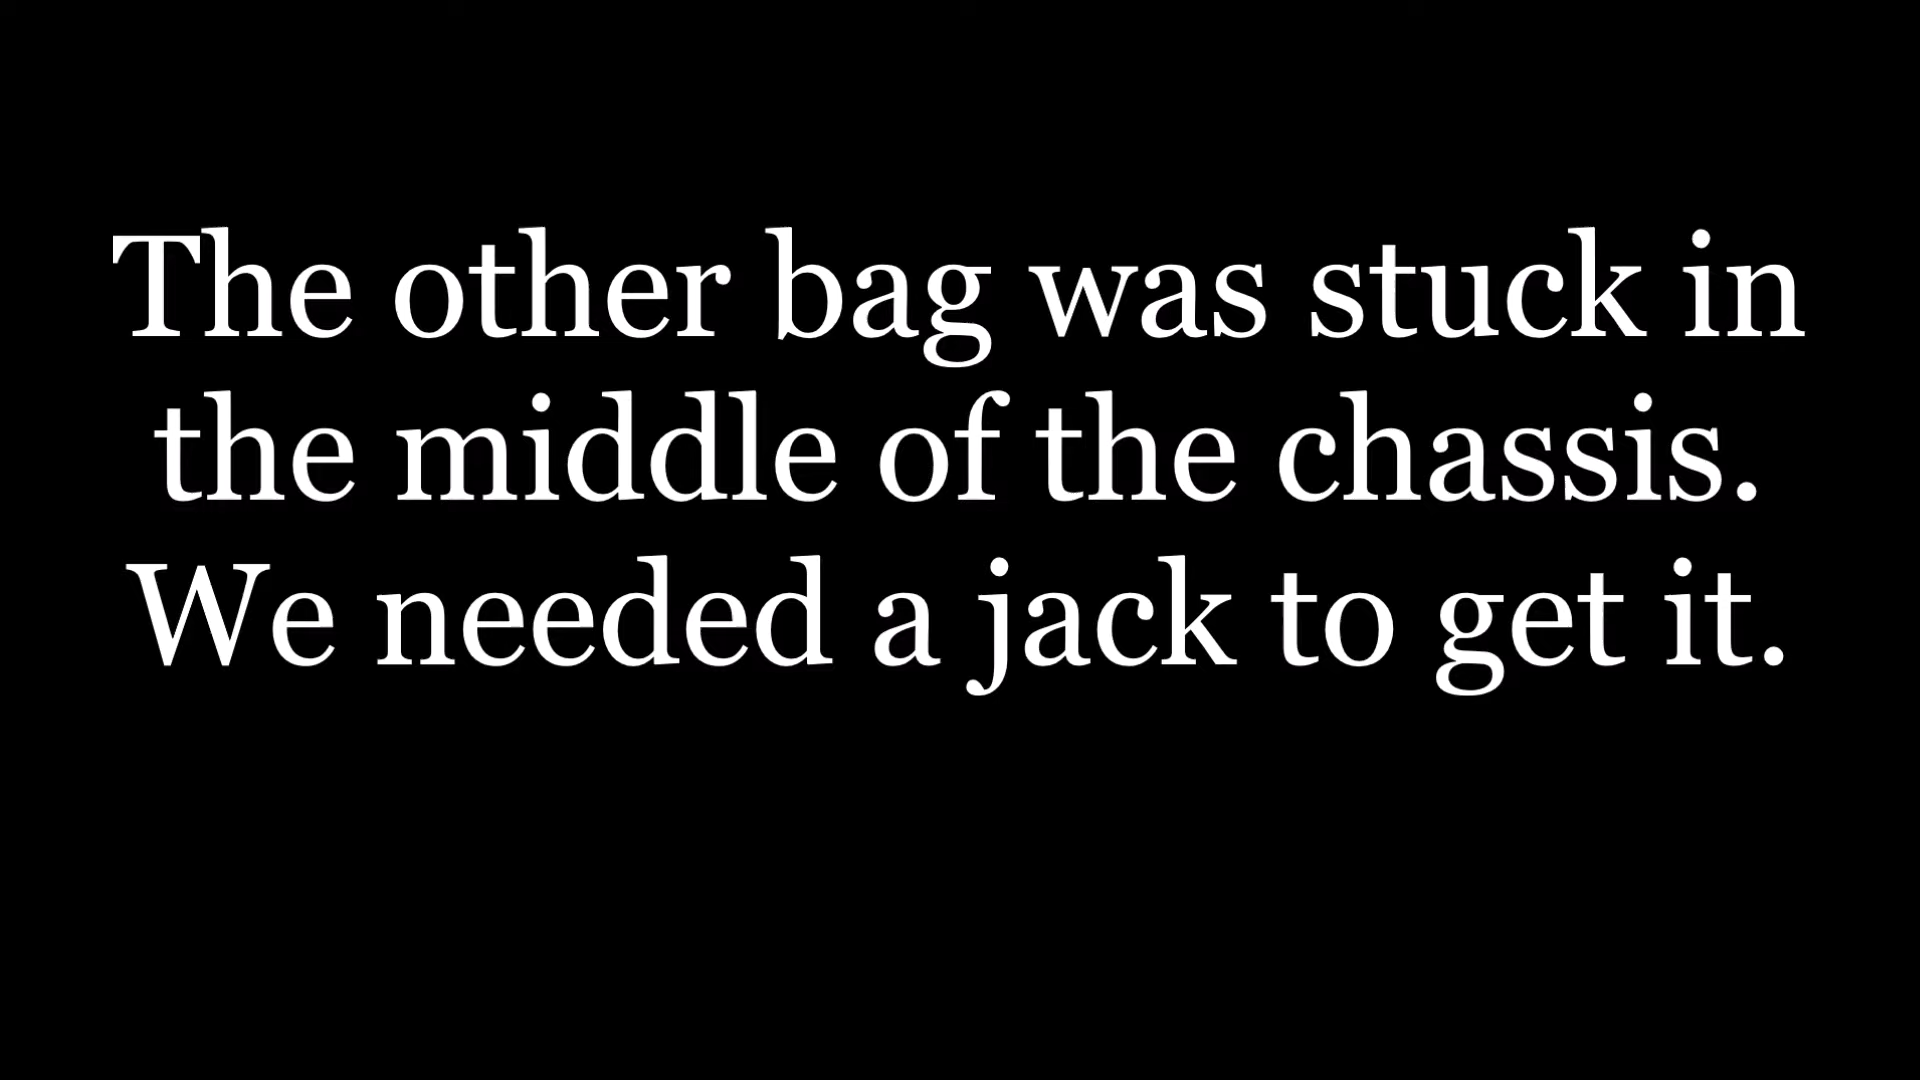 The other bag was stuck in
the middle of the chassis.
We needed a jack to get it.